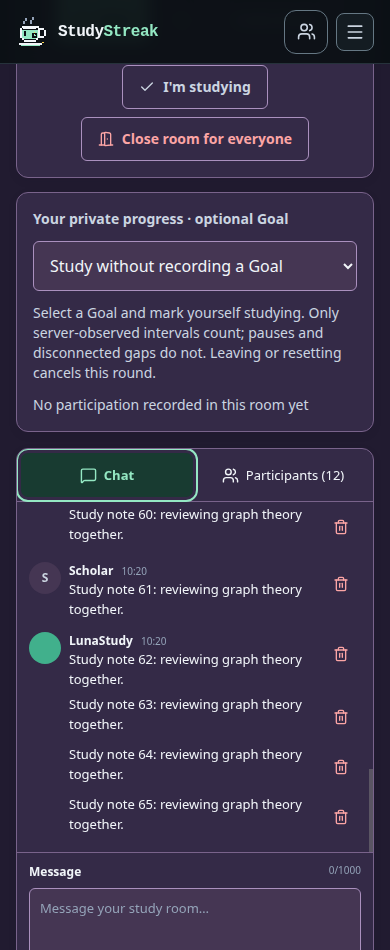 StudyStreak
I'm studying
Close room for everyone
Your private progress · optional Goal
Study without recording a Goal
Select a Goal and mark yourself studying. Only
server-observed intervals count; pauses and
disconnected gaps do not. Leaving or resetting
cancels this round.
No participation recorded in this room yet
Chat
Participants (12)
Study note 60: reviewing graph theory
together.
S
Scholar 10:20
Study note 61: reviewing graph theory
together.
LunaStudy 10:20
Study note 62: reviewing graph theory
together.
Study note 63: reviewing graph theory
together.
Study note 64: reviewing graph theory
together.
Study note 65: reviewing graph theory
together.
Message 0/1000
Message your study room...